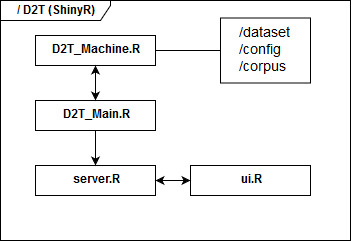 / D2T (ShinyR)
D2T_Machine.R
/dataset
/config
/corpus
D2T_Main.R
server.R
ui.R